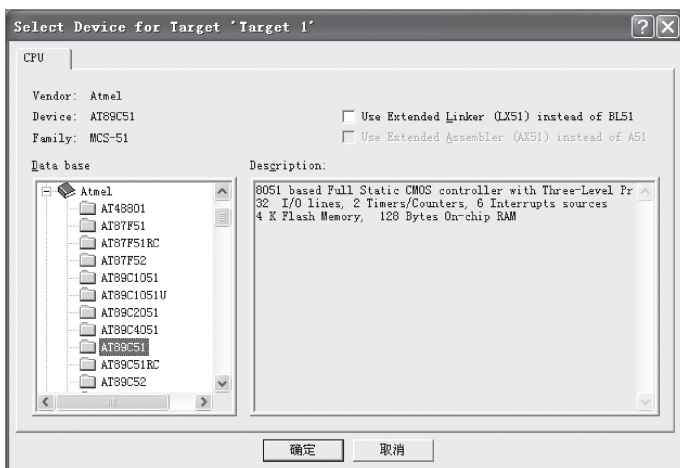 Select Device for Target 'Target 1'
CPU
Vendor: Atmel
Device: AT89C51
Family: MCS-51
Use Extended Linker (LX51) instead of BL51
Use Extended Assembler (AX51) instead of A51
Data base
Description:
Atmel
AT48801
AT87F51
AT87F51RC
AT87F52
AT89C1051
AT89C1051U
AT89C2051
AT89C4051
AT89C51
AT89C51RC
AT89C52
8051 based Full Static CMOS controller with Three-Level Pr
32 I/O lines, 2 Timers/Counters, 6 Interrupts sources
4 K Flash Memory, 128 Bytes On-chip RAM
确定
取消